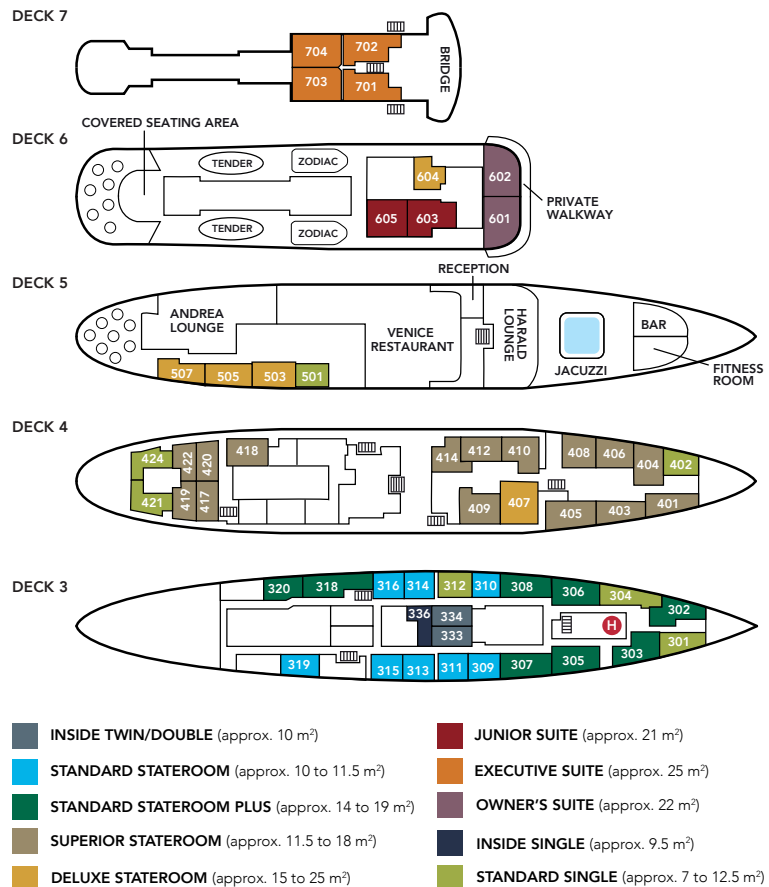 DECK 7
704
702
703
701
BRIDGE
COVERED SEATING AREA
DECK 6
TENDER
ZODIAC
604
602
605
603
601
TENDER
ZODIAC
PRIVATE
WALKWAY
RECEPTION
DECK 5
ANDREA
LOUNGE
VENICE
RESTAURANT
HARALD
LOUNGE
JACUZZI
BAR
FITNESS
ROOM
507
505
503
501
DECK 4
424
422
420
418
414
412
410
408
406
404
402
421
419
417
409
407
405
403
401
DECK 3
320
318
316
314
312
310
308
306
304
302
336
334
333
H
319
315
313
311
309
307
305
303
301
INSIDE TWIN/DOUBLE (approx. 10 m²)
STANDARD STATEROOM (approx. 10 to 11.5 m²)
STANDARD STATEROOM PLUS (approx. 14 to 19 m²)
SUPERIOR STATEROOM (approx. 11.5 to 18 m²)
DELUXE STATEROOM (approx. 15 to 25 m²)
JUNIOR SUITE (approx. 21 m²)
EXECUTIVE SUITE (approx. 25 m²)
OWNER'S SUITE (approx. 22 m²)
INSIDE SINGLE (approx. 9.5 m²)
STANDARD SINGLE (approx. 7 to 12.5 m²)